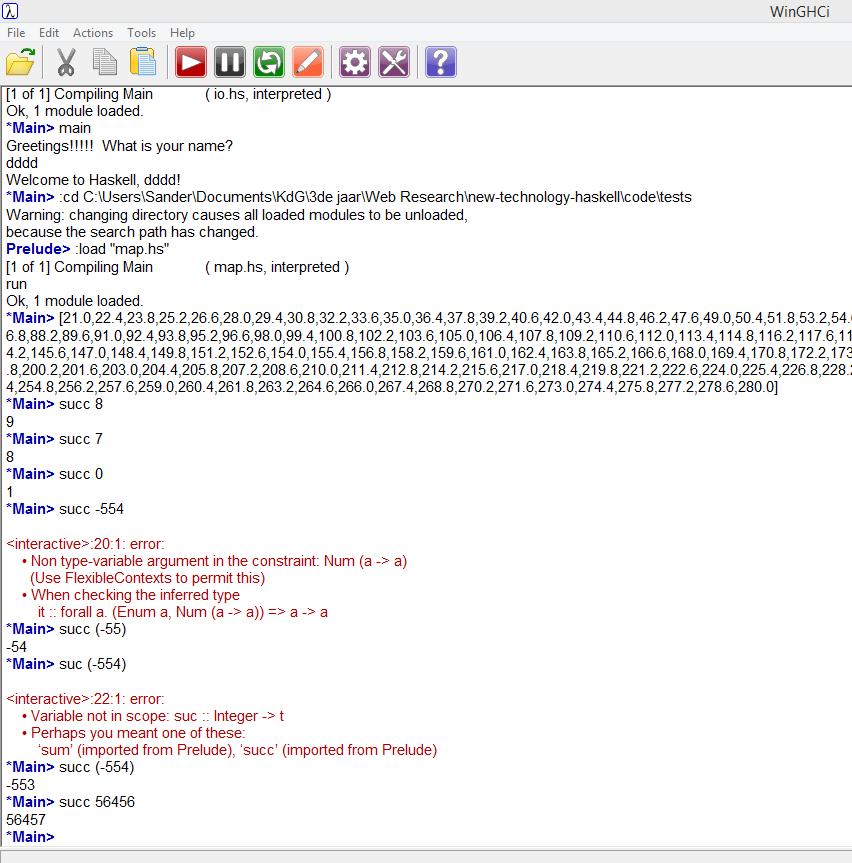 WinGHCi
File Edit Actions Tools Help
[1 of 1] Compiling Main ( io.hs, interpreted )
Ok, 1 module loaded.
*Main> main
Greetings!!!!! What is your name?
dddd
Welcome to Haskell, dddd!
*Main> :cd C:\Users\Sander\Documents\KdG\3de jaar\Web Research\new-technology-haskell\code\tests
Warning: changing directory causes all loaded modules to be unloaded,
because the search path has changed.
Prelude> :load "map.hs"
[1 of 1] Compiling Main ( map.hs, interpreted )
run
Ok, 1 module loaded.
*Main> [21.0,22.4,23.8,25.2,26.6,28.0,29.4,30.8,32.2,33.6,35.0,36.4,37.8,39.2,40.6,42.0,43.4,44.8,46.2,47.6,49.0,50.4,51.8,53.2,54.
6.8,88.2,89.6,91.0,92.4,93.8,95.2,96.6,98.0,99.4,100.8,102.2,103.6,105.0,106.4,107.8,109.2,110.6,112.0,113.4,114.8,116.2,117.6,11
4.2,145.6,147.0,148.4,149.8,151.2,152.6,154.0,155.4,156.8,158.2,159.6,161.0,162.4,163.8,165.2,166.6,168.0,169.4,170.8,172.2,173
.8,200.2,201.6,203.0,204.4,205.8,207.2,208.6,210.0,211.4,212.8,214.2,215.6,217.0,218.4,219.8,221.2,222.6,224.0,225.4,226.8,228.
4,254.8,256.2,257.6,259.0,260.4,261.8,263.2,264.6,266.0,267.4,268.8,270.2,271.6,273.0,274.4,275.8,277.2,278.6,280.0]
*Main> succ 8
9
*Main> succ 7
8
*Main> succ 0
1
*Main> succ -554
<interactive>:20:1: error:
• Non type-variable argument in the constraint: Num (a -> a)
(Use FlexibleContexts to permit this)
• When checking the inferred type
it :: forall a. (Enum a, Num (a -> a)) => a -> a
*Main> succ (-55)
-54
*Main> suc (-554)
<interactive>:22:1: error:
• Variable not in scope: suc :: Integer -> t
• Perhaps you meant one of these:
‘sum’ (imported from Prelude), ‘succ’ (imported from Prelude)
*Main> succ (-554)
-553
*Main> succ 56456
56457
*Main>